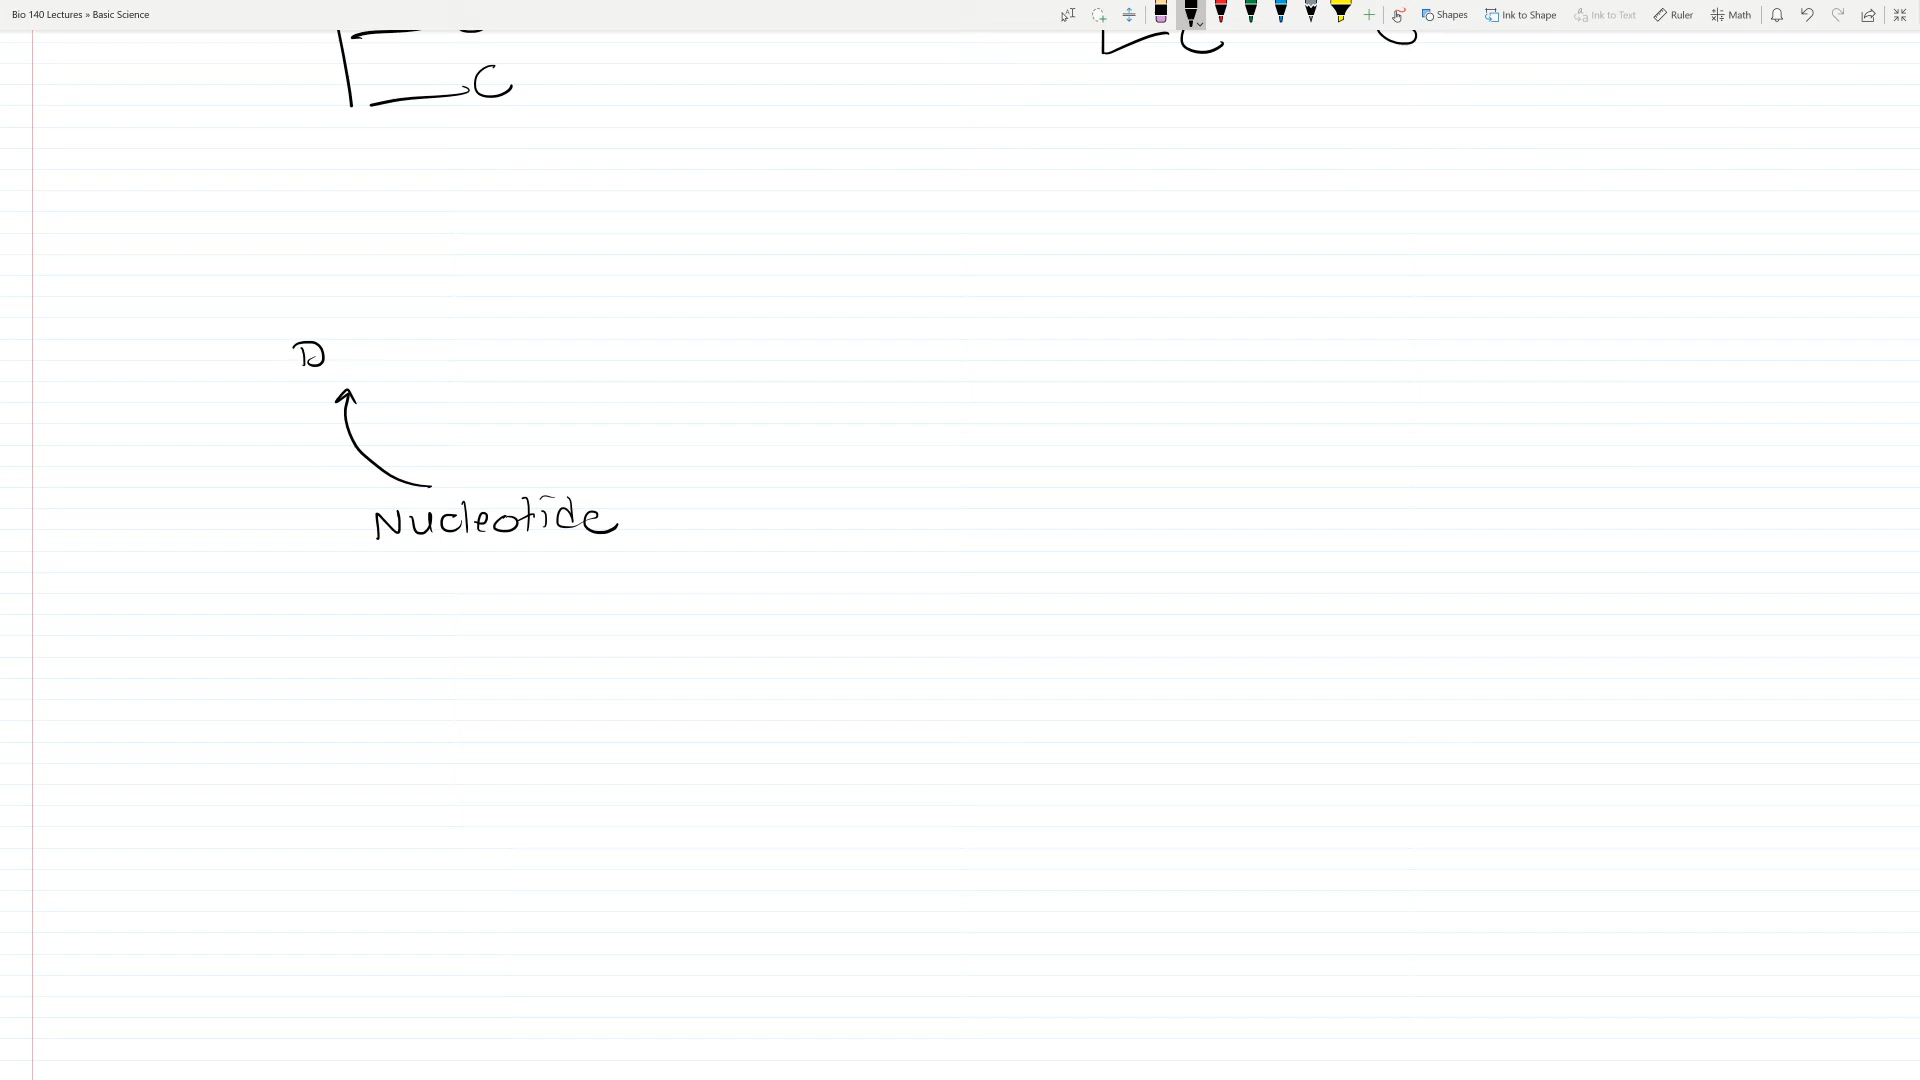 Bio 140 Lectures » Basic Science
Shapes
Ink to Shape
Ink to Text
Ruler
Math
C
C
D
Nucleotide